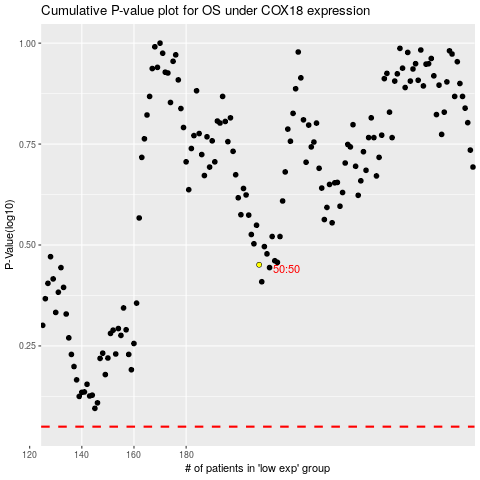 Cumulative P-value plot for OS under COX18 expression
P-Value(log10)
1.00
0.75
0.50
0.25
50:50
120 140 160 180
# of patients in 'low exp' group